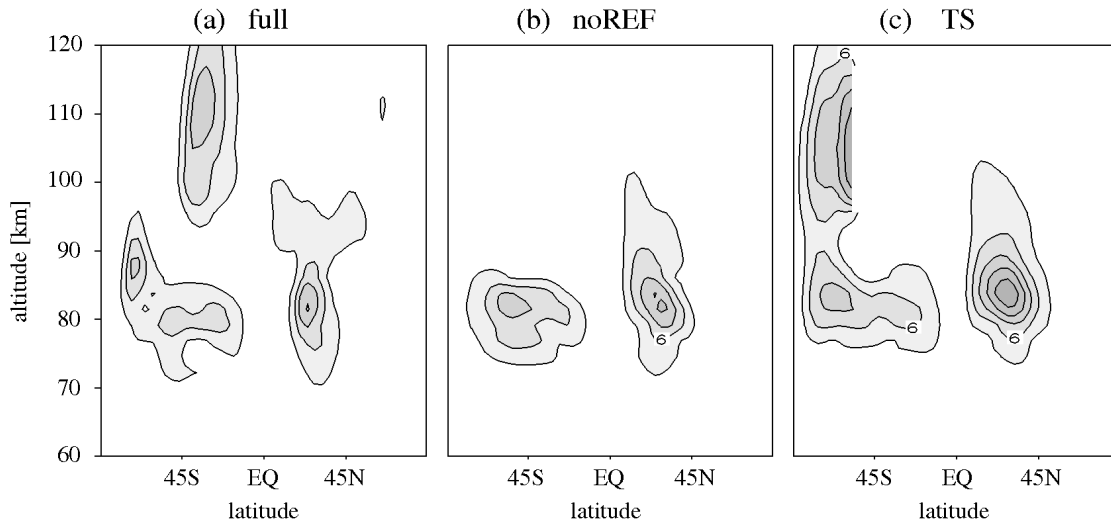 (a) full
(b) noREF
(c) TS
120
110
100
90
80
70
60
altitude [km]
6
6
6
6
45S EQ 45N
45S EQ 45N
45S EQ 45N
latitude
latitude
latitude